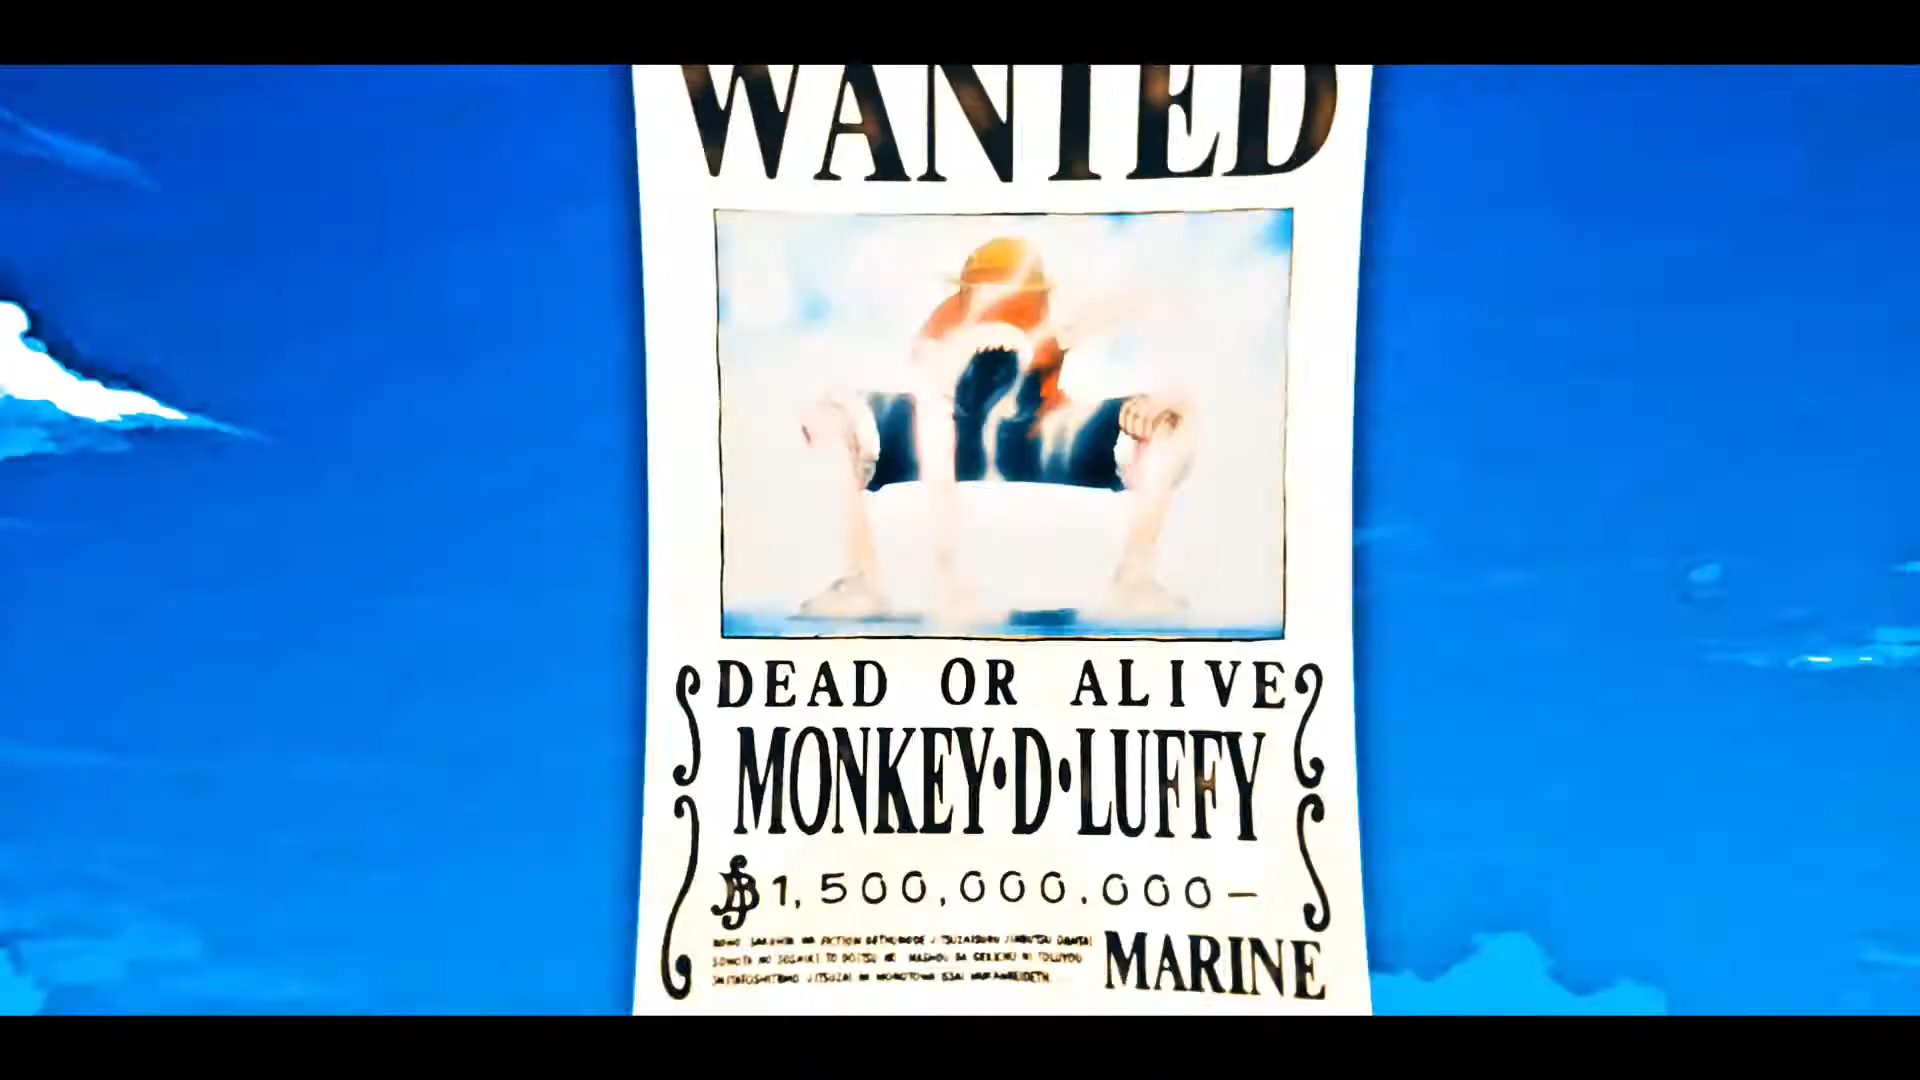 WANTED
DEAD OR ALIVE
MONKEY•D•LUFFY
฿1,500,000.000—
MARINE